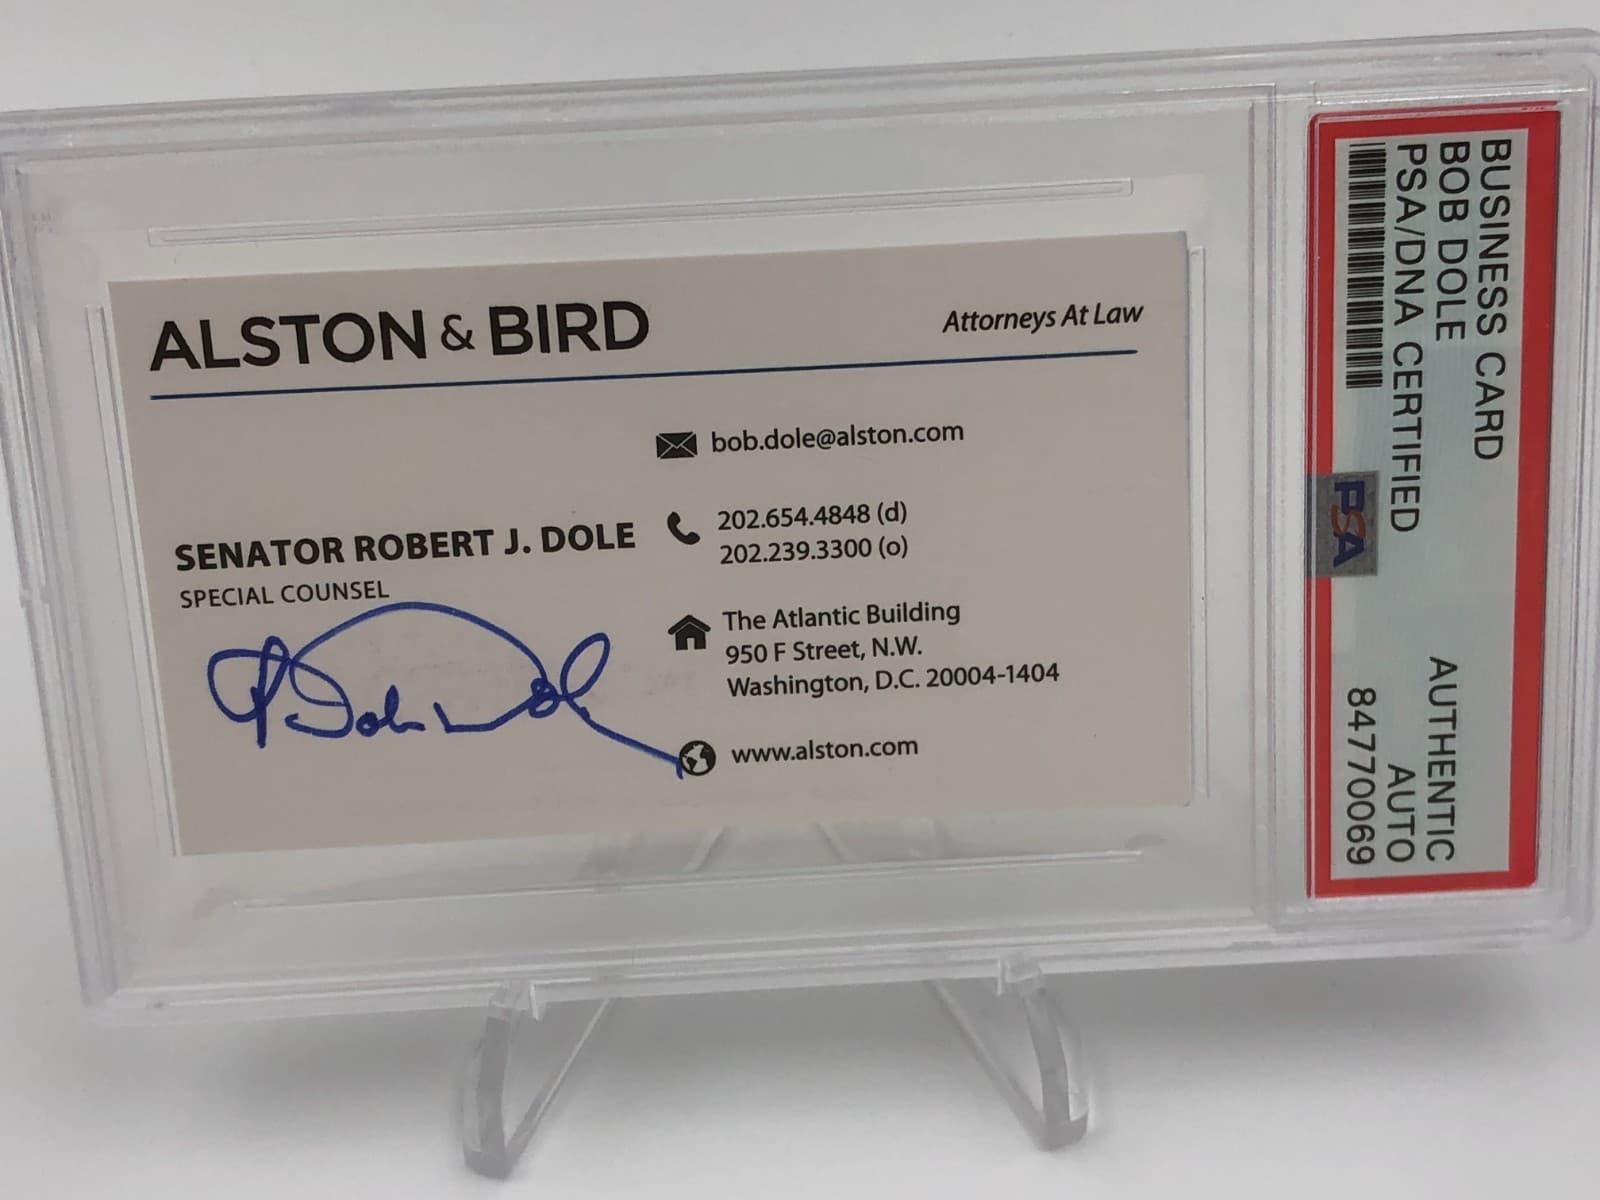 ALSTON & BIRD
Attorneys At Law
bob.dole@alston.com
SENATOR ROBERT J. DOLE
SPECIAL COUNSEL
202.654.4848 (d)
202.239.3300 (o)
The Atlantic Building
950 F Street, N.W.
Washington, D.C. 20004-1404
www.alston.com
Bob Dole
BUSINESS CARD
BOB DOLE AUTHENTIC
PSA/DNA CERTIFIED AUTO
84770069
PSA